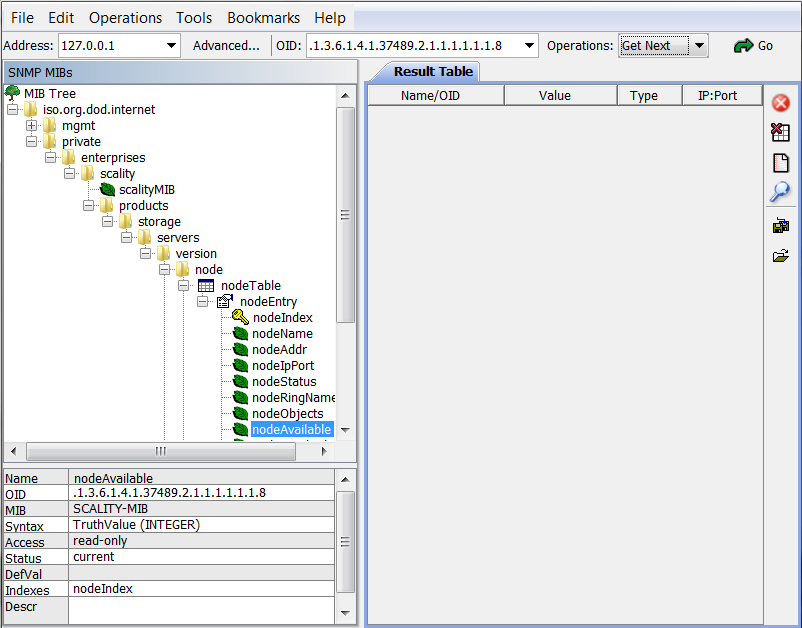 File Edit Operations Tools Bookmarks Help
Address: 127.0.0.1 Advanced... OID: .1.3.6.1.4.1.37489.2.1.1.1.1.1.1.8 Operations: Get Next Go
SNMP MIBs
MIB Tree
iso.org.dod.internet
mgmt
private
enterprises
scality
scalityMIB
products
storage
servers
version
node
nodeTable
nodeEntry
nodeIndex
nodeName
nodeAddr
nodeIpPort
nodeStatus
nodeRingName
nodeObjects
nodeAvailable
Name nodeAvailable
OID .1.3.6.1.4.1.37489.2.1.1.1.1.1.1.8
MIB SCALITY-MIB
Syntax TruthValue (INTEGER)
Access read-only
Status current
DefVal
Indexes nodeIndex
Descr
Result Table
Name/OID Value Type IP:Port